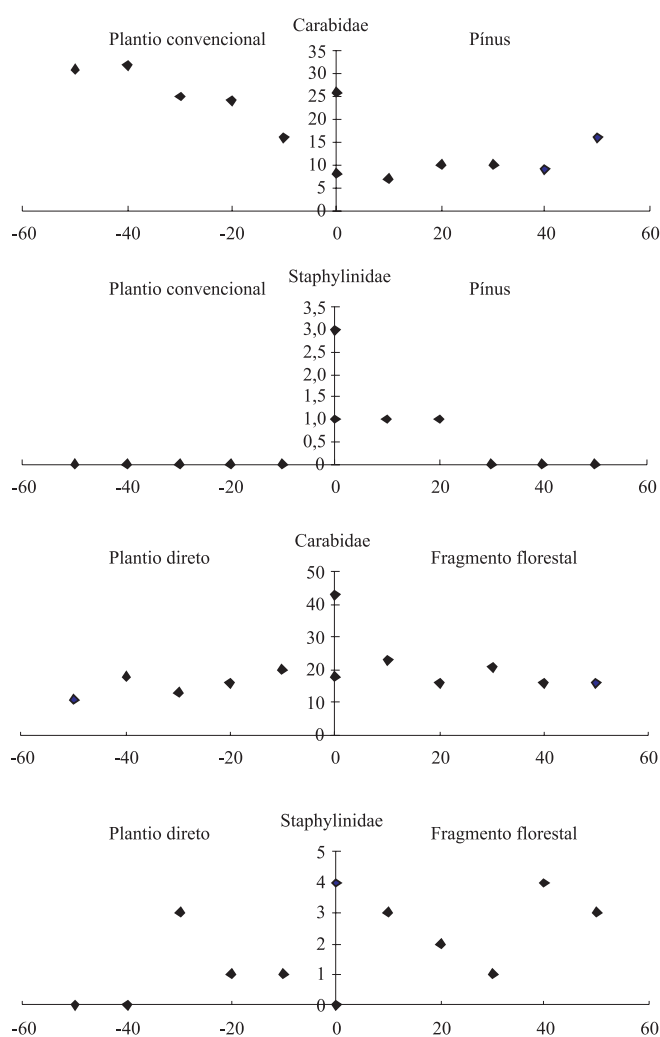 Carabidae
Plantio convencional Pínus
35
30
25
20
15
10
5
0
-60 -40 -20 0 20 40 60
Staphylinidae
Plantio convencional Pínus
3,5
3,0
2,5
2,0
1,5
1,0
0,5
0
-60 -40 -20 0 20 40 60
Carabidae
Plantio direto Fragmento florestal
50
40
30
20
10
0
-60 -40 -20 0 20 40 60
Staphylinidae
Plantio direto Fragmento florestal
5
4
3
2
1
0
-60 -40 -20 0 20 40 60